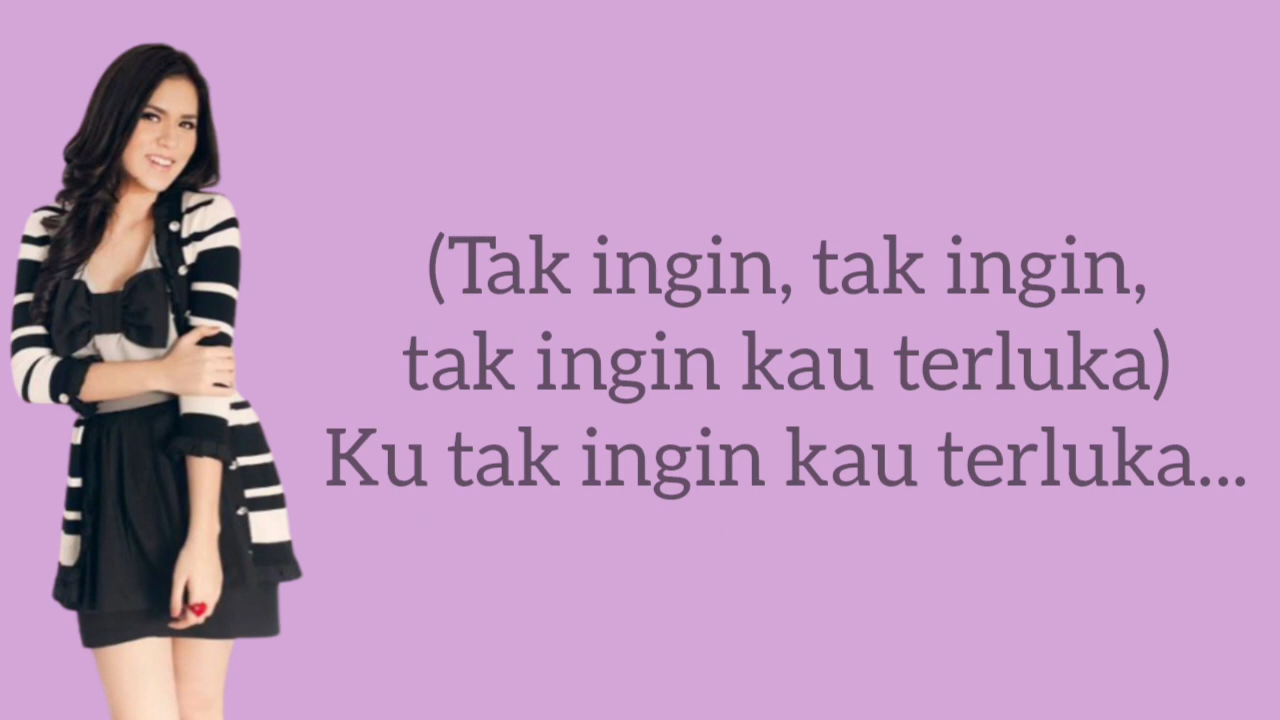 (Tak ingin, tak ingin,
tak ingin kau terluka)
Ku tak ingin kau terluka...